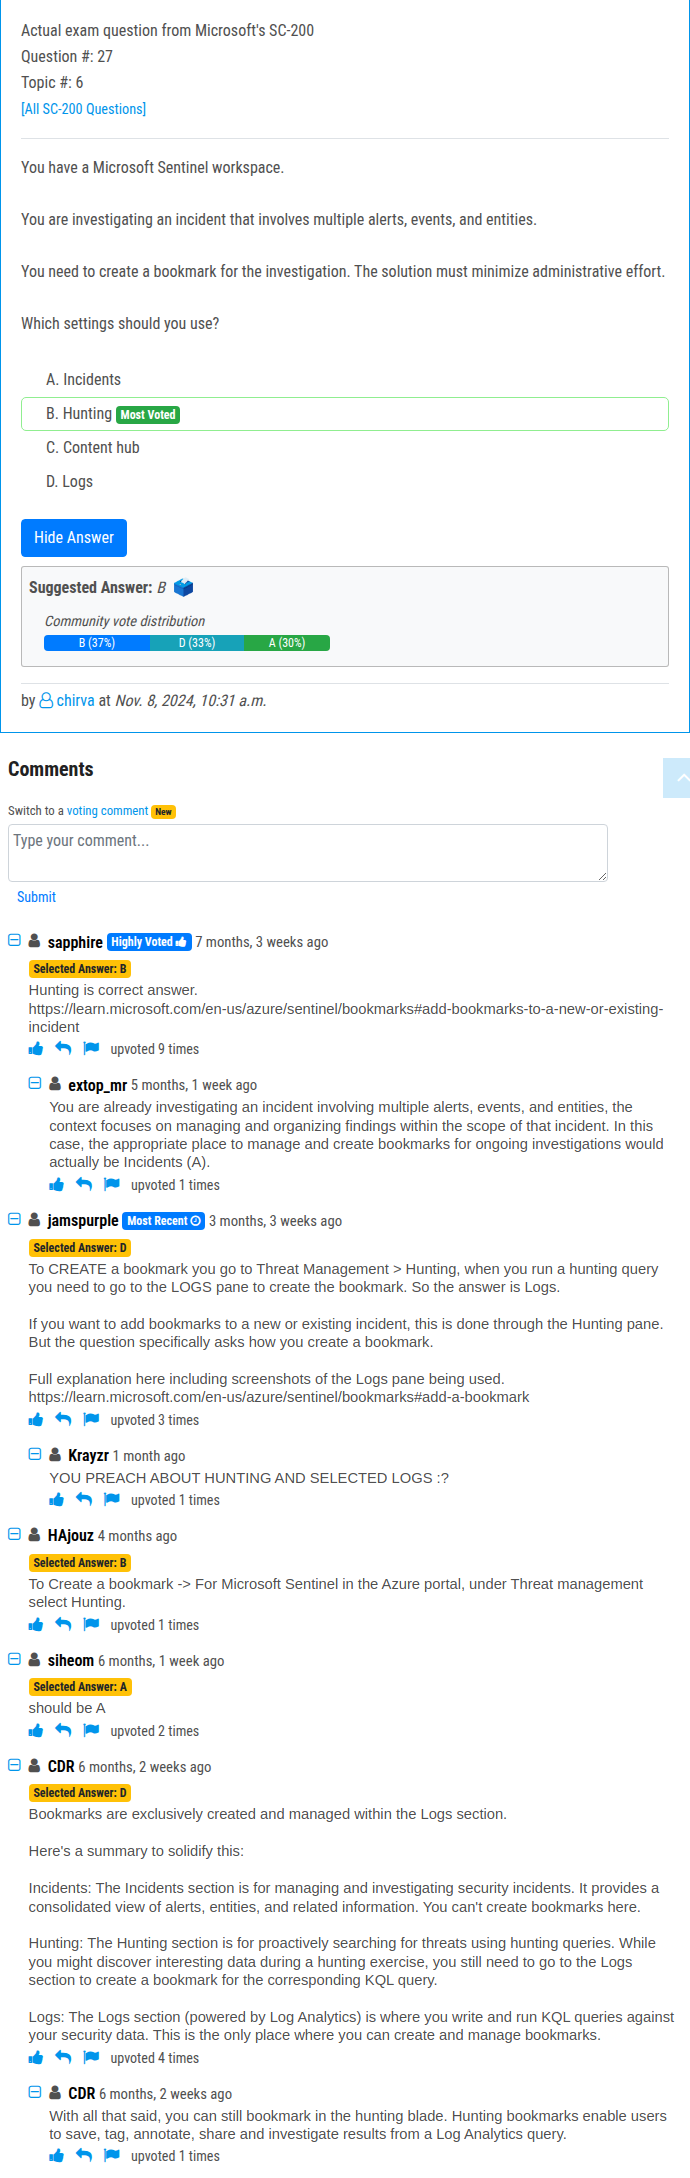 Actual exam question from Microsoft's SC-200
Question #: 27
Topic #: 6
[All SC-200 Questions]
You have a Microsoft Sentinel workspace.
You are investigating an incident that involves multiple alerts, events, and entities.
You need to create a bookmark for the investigation. The solution must minimize administrative effort.
Which settings should you use?
A. Incidents
B. Hunting Most Voted
C. Content hub
D. Logs
Hide Answer
Suggested Answer: B
Community vote distribution
B (37%) D (33%) A (30%)
by chirva at Nov. 8, 2024, 10:31 a.m.
Comments
Switch to a voting comment New
Type your comment...
Submit
sapphire Highly Voted 7 months, 3 weeks ago
Selected Answer: B
Hunting is correct answer.
https://learn.microsoft.com/en-us/azure/sentinel/bookmarks#add-bookmarks-to-a-new-or-existing-
incident
upvoted 9 times
extop_mr 5 months, 1 week ago
You are already investigating an incident involving multiple alerts, events, and entities, the
context focuses on managing and organizing findings within the scope of that incident. In this
case, the appropriate place to manage and create bookmarks for ongoing investigations would
actually be Incidents (A).
upvoted 1 times
jamspurple Most Recent 3 months, 3 weeks ago
Selected Answer: D
To CREATE a bookmark you go to Threat Management > Hunting, when you run a hunting query
you need to go to the LOGS pane to create the bookmark. So the answer is Logs.
If you want to add bookmarks to a new or existing incident, this is done through the Hunting pane.
But the question specifically asks how you create a bookmark.
Full explanation here including screenshots of the Logs pane being used.
https://learn.microsoft.com/en-us/azure/sentinel/bookmarks#add-a-bookmark
upvoted 3 times
Krayzr 1 month ago
YOU PREACH ABOUT HUNTING AND SELECTED LOGS :?
upvoted 1 times
HAjouz 4 months ago
Selected Answer: B
To Create a bookmark -> For Microsoft Sentinel in the Azure portal, under Threat management
select Hunting.
upvoted 1 times
siheom 6 months, 1 week ago
Selected Answer: A
should be A
upvoted 2 times
CDR 6 months, 2 weeks ago
Selected Answer: D
Bookmarks are exclusively created and managed within the Logs section.
Here's a summary to solidify this:
Incidents: The Incidents section is for managing and investigating security incidents. It provides a
consolidated view of alerts, entities, and related information. You can't create bookmarks here.
Hunting: The Hunting section is for proactively searching for threats using hunting queries. While
you might discover interesting data during a hunting exercise, you still need to go to the Logs
section to create a bookmark for the corresponding KQL query.
Logs: The Logs section (powered by Log Analytics) is where you write and run KQL queries against
your security data. This is the only place where you can create and manage bookmarks.
upvoted 4 times
CDR 6 months, 2 weeks ago
With all that said, you can still bookmark in the hunting blade. Hunting bookmarks enable users
to save, tag, annotate, share and investigate results from a Log Analytics query.
upvoted 1 times